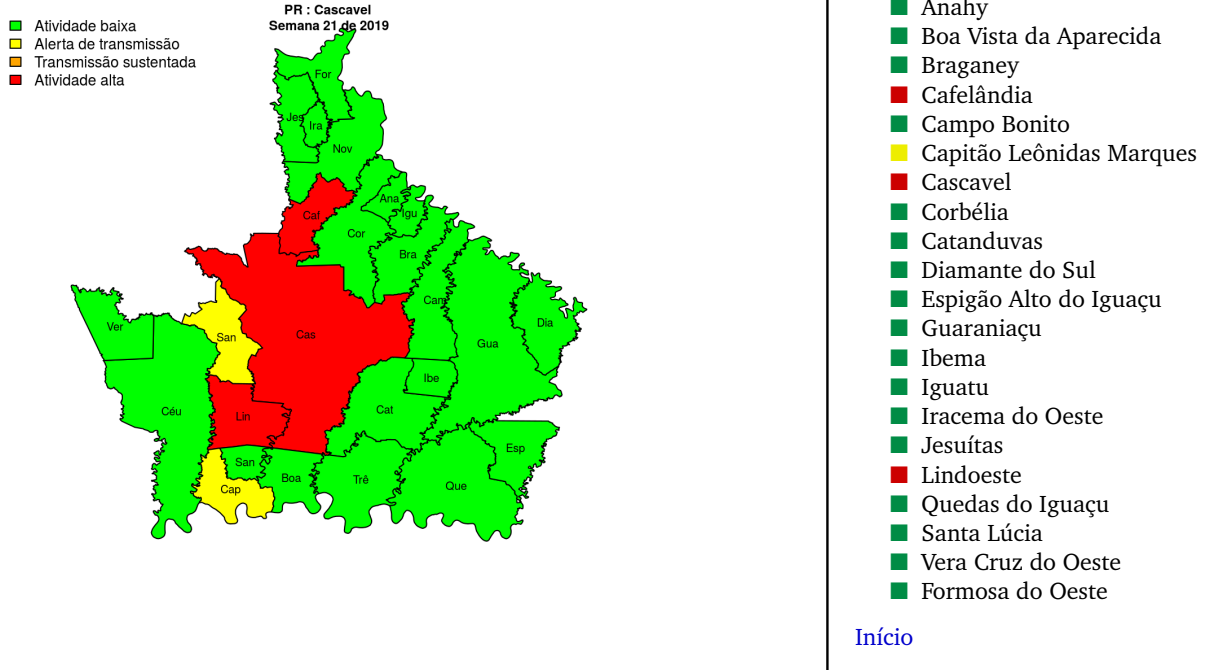 PR : Cascavel
Semana 21 de 2019
Atividade baixa
Alerta de transmissão
Transmissão sustentada
Atividade alta
For
Jes
Ira
Nov
Ana
Igu
Caf
Cor
Bra
Cam
Ver
San
Cas
Gua
Dia
Ibe
Céu
Lin
Cat
San
Cap
Boa
Trê
Que
Esp
Anahy
Boa Vista da Aparecida
Braganey
Cafelândia
Campo Bonito
Capitão Leônidas Marques
Cascavel
Corbélia
Catanduvas
Diamante do Sul
Espigão Alto do Iguaçu
Guaraniaçu
Ibema
Iguatu
Iracema do Oeste
Jesuítas
Lindoeste
Quedas do Iguaçu
Santa Lúcia
Vera Cruz do Oeste
Formosa do Oeste
Início